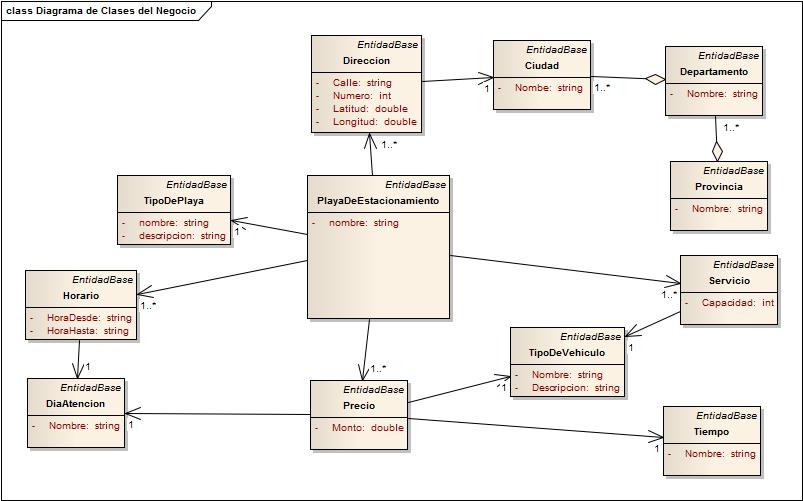 class Diagrama de Clases del Negocio
EntidadBase
Direccion
- Calle: string
- Numero: int
- Latitud: double
- Longitud: double
EntidadBase
Ciudad
- Nombe: string
EntidadBase
Departamento
- Nombre: string
1
1..*
1..*
1..*
EntidadBase
Provincia
- Nombre: string
EntidadBase
TipoDePlaya
- nombre: string
- descripcion: string
1
EntidadBase
PlayaDeEstacionamiento
- nombre: string
EntidadBase
Horario
- HoraDesde: string
- HoraHasta: string
1..*
EntidadBase
Servicio
- Capacidad: int
1..*
EntidadBase
TipoDeVehiculo
- Nombre: string
- Descripcion: string
1
1
1
1..*
EntidadBase
DiaAtencion
- Nombre: string
1
EntidadBase
Precio
- Monto: double
EntidadBase
Tiempo
- Nombre: string
1